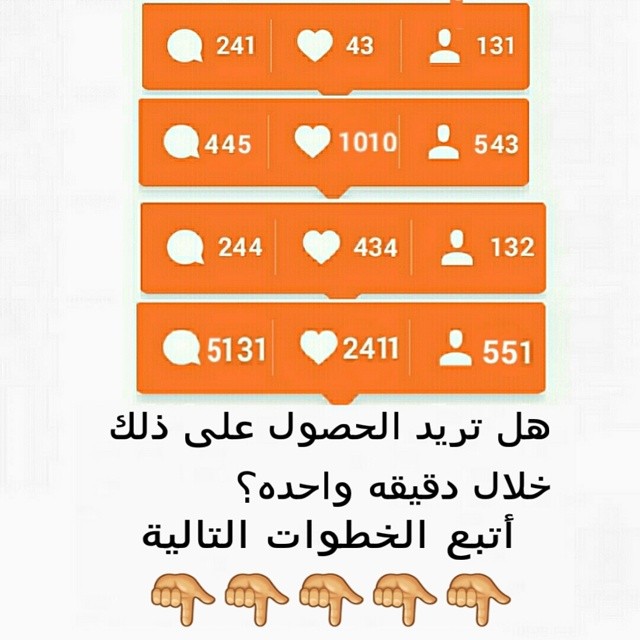 241 43 131
445 1010 543
244 434 132
5131 2411 551
هل تريد الحصول على ذلك
خلال دقيقه واحده؟
أتبع الخطوات التالية